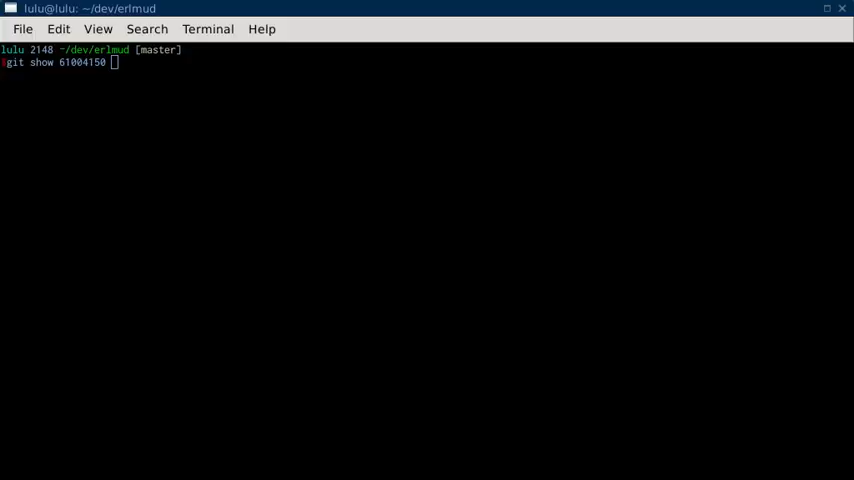 lulu@lulu: ~/dev/erlmud
File Edit View Search Terminal Help
lulu 2148 ~/dev/erlmud [master]
git show 61004150